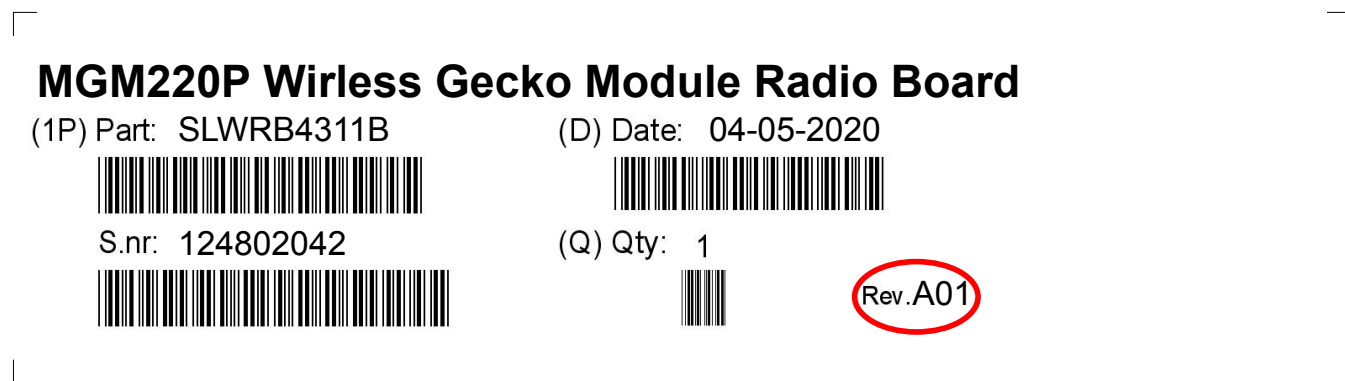 MGM220P Wirless Gecko Module Radio Board
(1P) Part: SLWRB4311B (D) Date: 04-05-2020
S.nr: 124802042 (Q) Qty: 1
Rev.A01